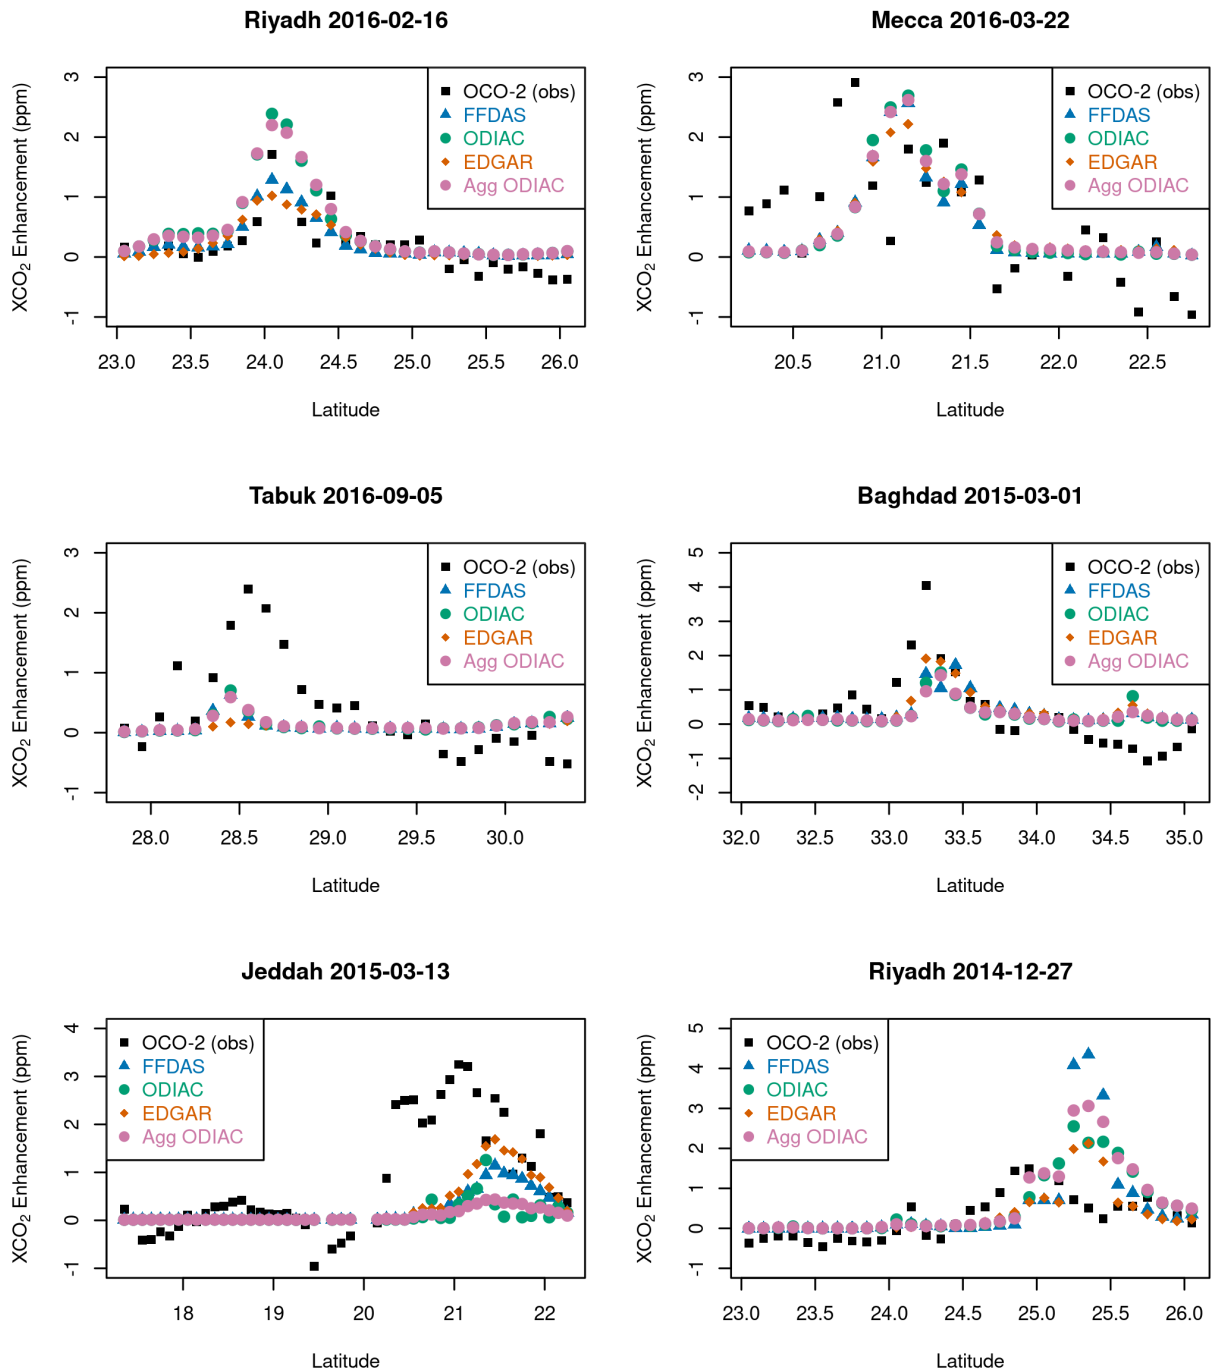 Riyadh 2016-02-16
XCO2 Enhancement (ppm)
3
2
1
0
-1
OCO-2 (obs)
FFDAS
ODIAC
EDGAR
Agg ODIAC
23.0 23.5 24.0 24.5 25.0 25.5 26.0
Latitude
Mecca 2016-03-22
XCO2 Enhancement (ppm)
3
2
1
0
-1
OCO-2 (obs)
FFDAS
ODIAC
EDGAR
Agg ODIAC
20.5 21.0 21.5 22.0 22.5
Latitude
Tabuk 2016-09-05
XCO2 Enhancement (ppm)
3
2
1
0
-1
OCO-2 (obs)
FFDAS
ODIAC
EDGAR
Agg ODIAC
28.0 28.5 29.0 29.5 30.0
Latitude
Baghdad 2015-03-01
XCO2 Enhancement (ppm)
5
4
3
2
1
0
-1
-2
OCO-2 (obs)
FFDAS
ODIAC
EDGAR
Agg ODIAC
32.0 32.5 33.0 33.5 34.0 34.5 35.0
Latitude
Jeddah 2015-03-13
XCO2 Enhancement (ppm)
4
3
2
1
0
-1
OCO-2 (obs)
FFDAS
ODIAC
EDGAR
Agg ODIAC
18 19 20 21 22
Latitude
Riyadh 2014-12-27
XCO2 Enhancement (ppm)
5
4
3
2
1
0
-1
OCO-2 (obs)
FFDAS
ODIAC
EDGAR
Agg ODIAC
23.0 23.5 24.0 24.5 25.0 25.5 26.0
Latitude